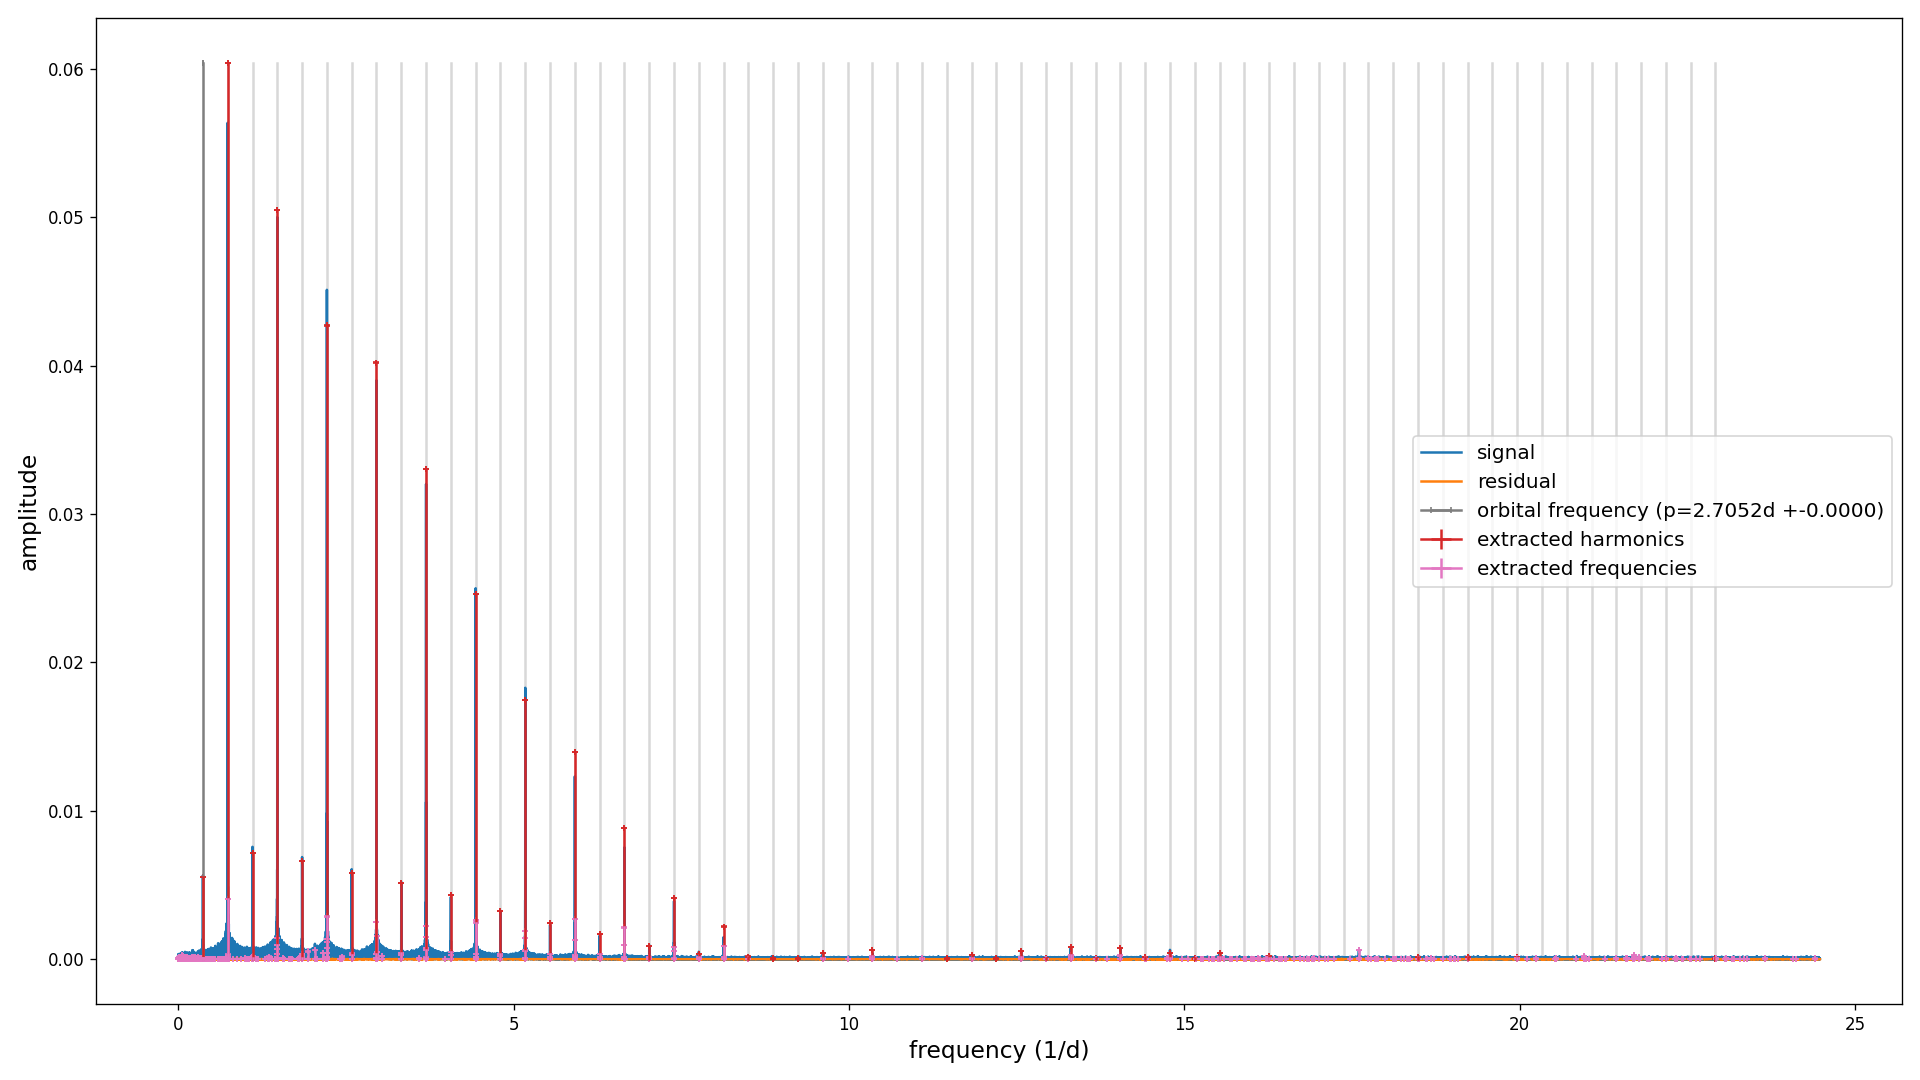 0.06
0.05
0.04
0.03
0.02
0.01
0.00
amplitude
0
5
10
15
20
25
frequency (1/d)
signal
residual
orbital frequency (p=2.7052d +-0.0000)
extracted harmonics
extracted frequencies